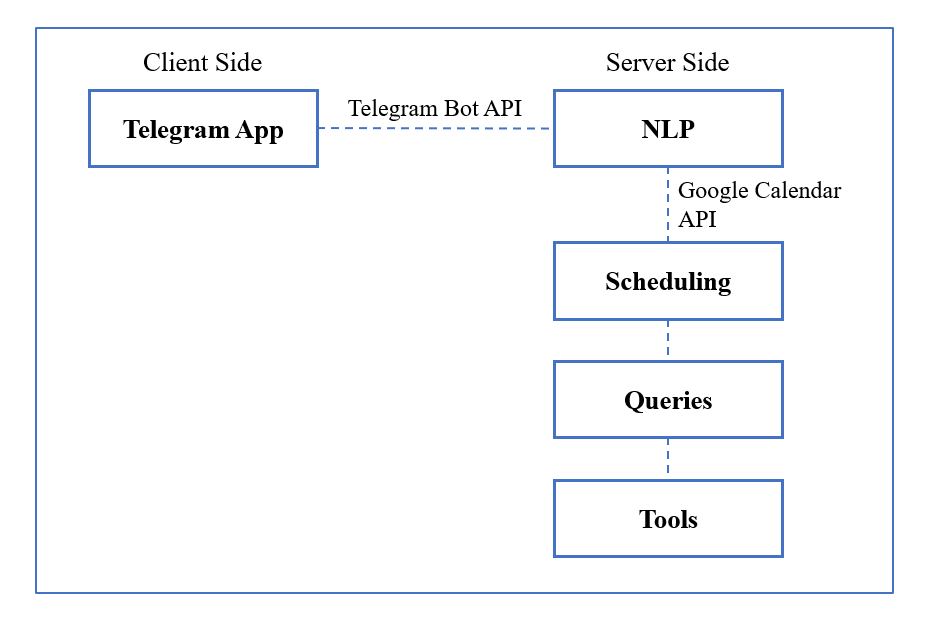 Client Side
Server Side
Telegram App
Telegram Bot API
NLP
Google Calendar
API
Scheduling
Queries
Tools